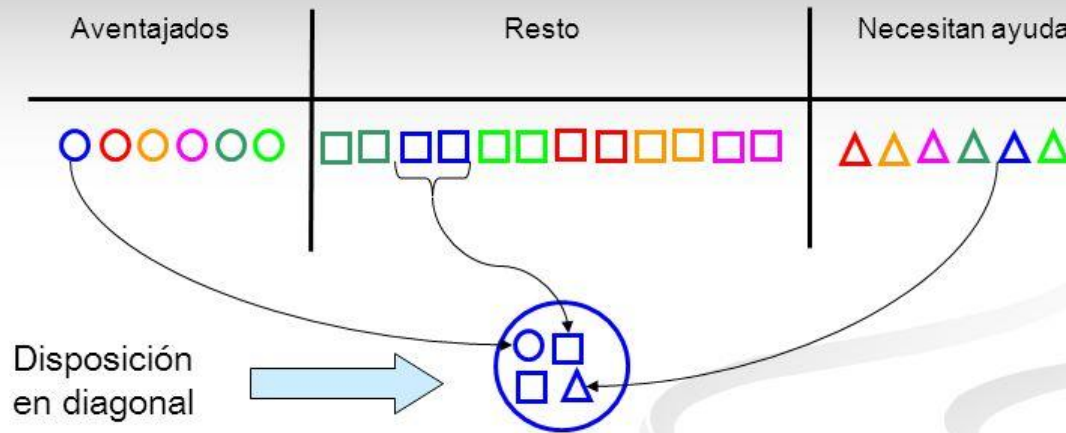 Aventajados
Resto
Necesitan ayuda
Disposición
en diagonal